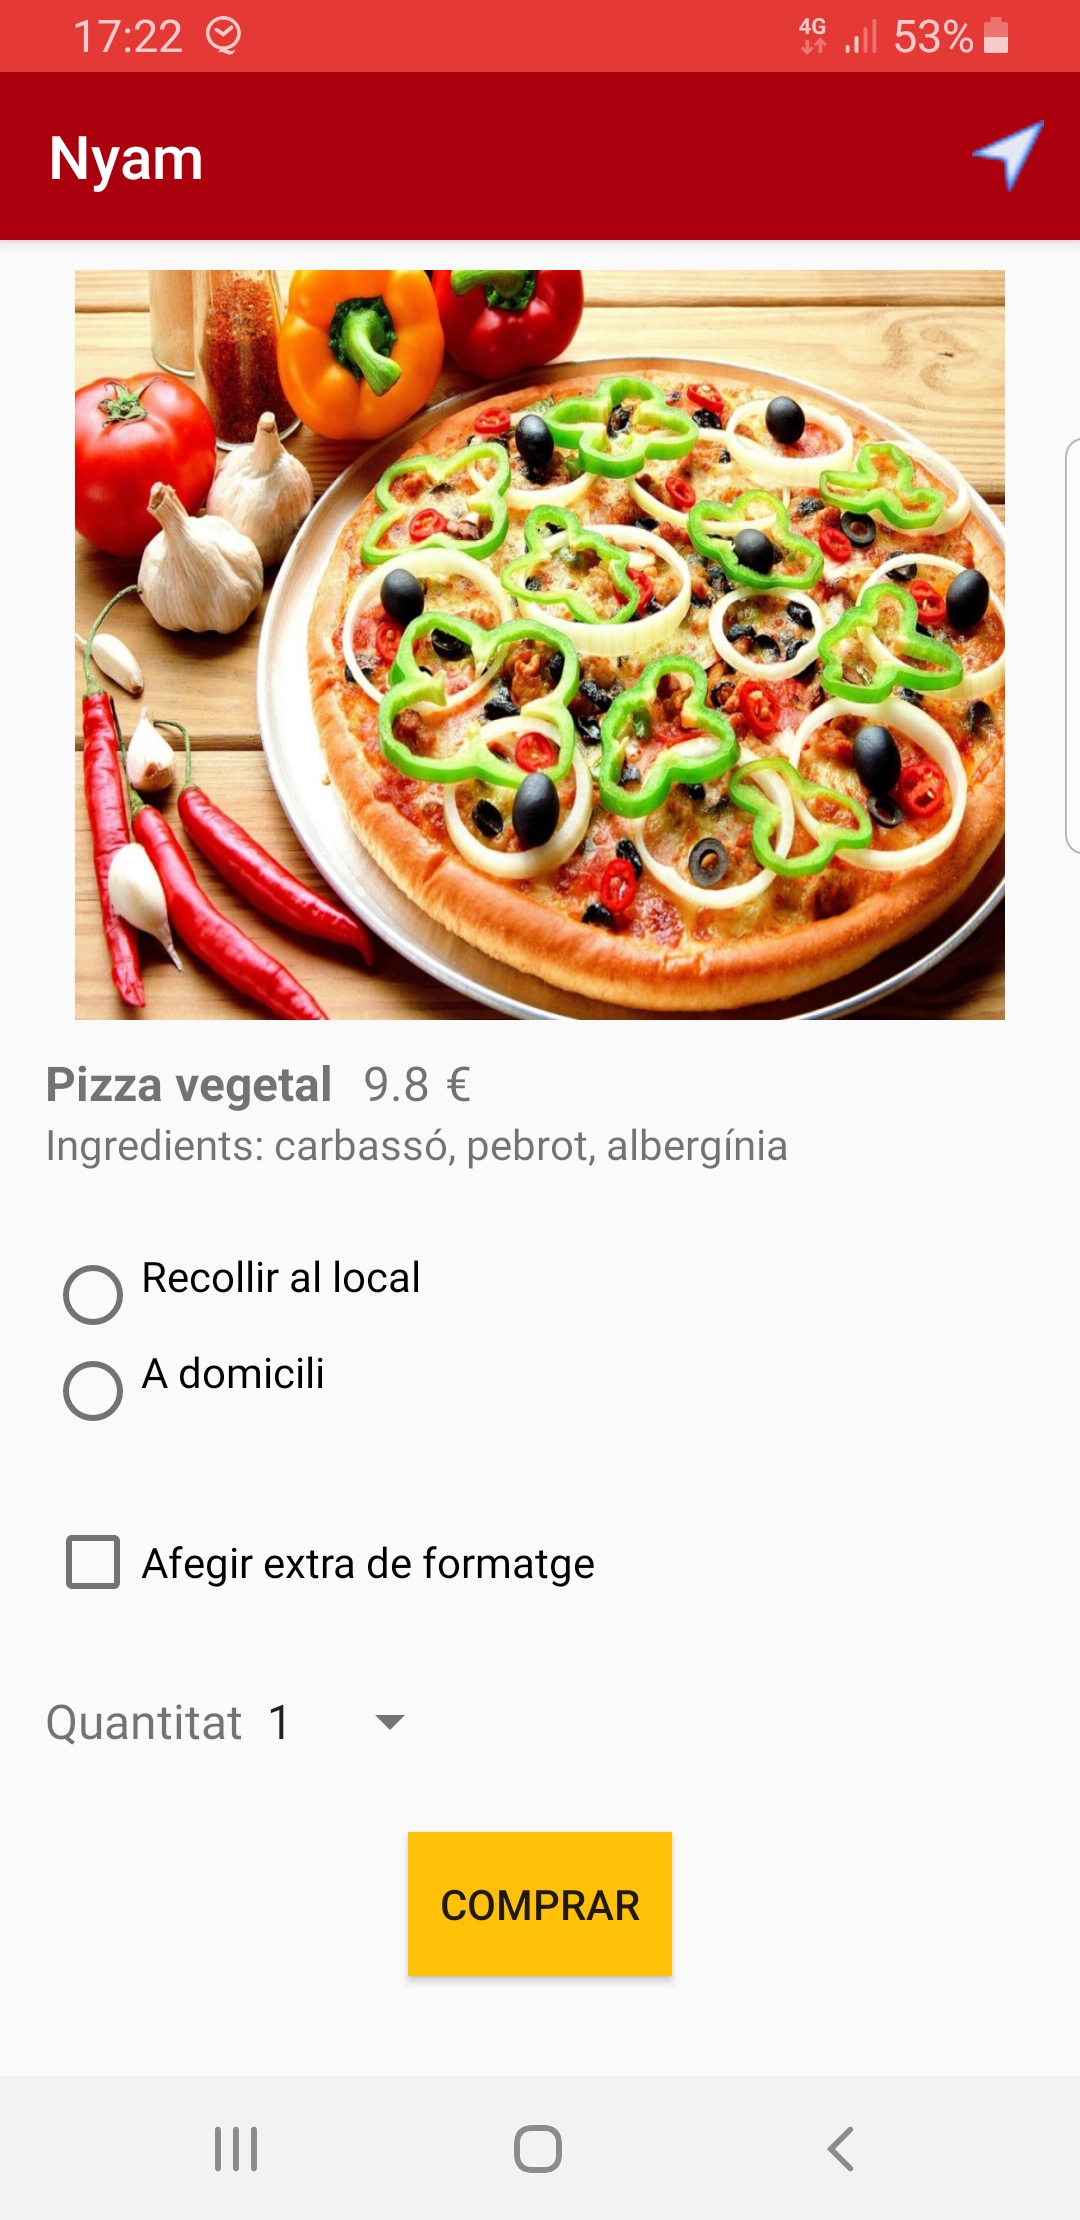 17:22 4G 53%
Nyam
Pizza vegetal 9.8 €
Ingredients: carbassó, pebrot, albergínia
Recollir al local
A domicili
Afegir extra de formatge
Quantitat 1
COMPRAR